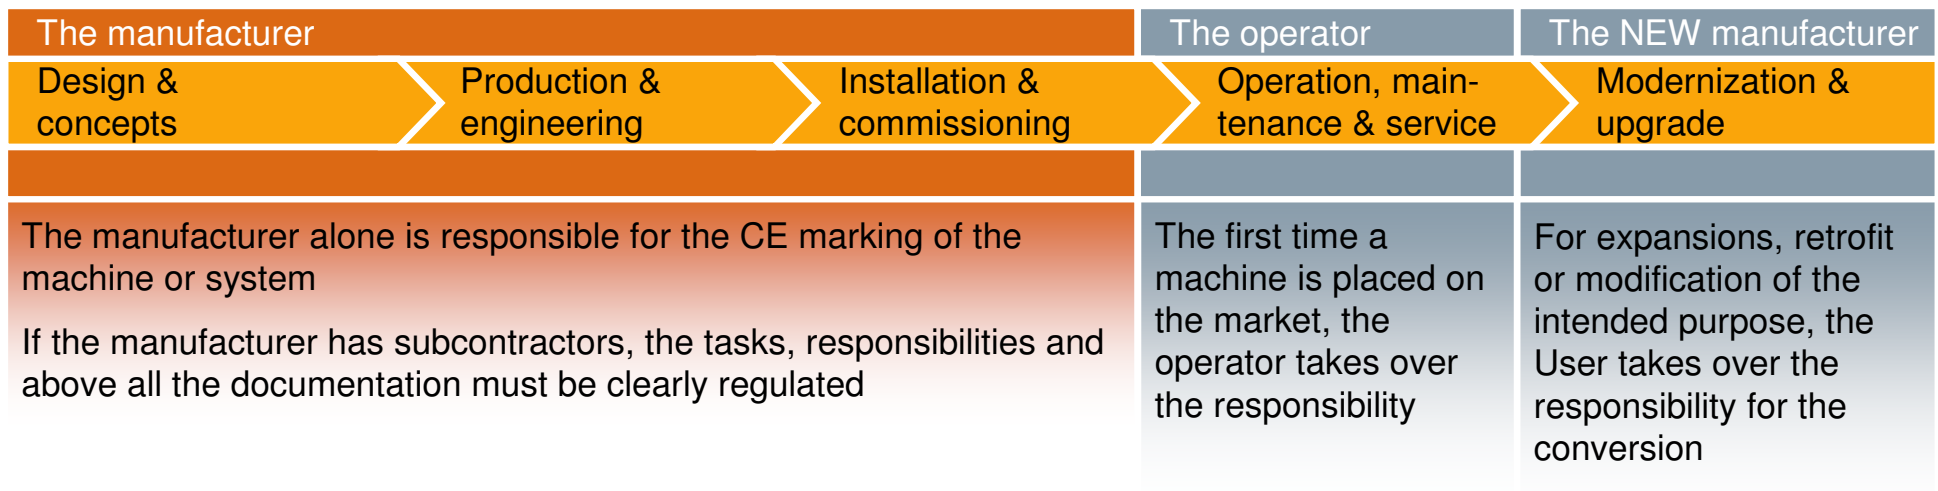 The manufacturer
The operator
The NEW manufacturer
Design &
concepts
Production &
engineering
Installation &
commissioning
Operation, main-
tenance & service
Modernization &
upgrade
The manufacturer alone is responsible for the CE marking of the
machine or system
If the manufacturer has subcontractors, the tasks, responsibilities and
above all the documentation must be clearly regulated
The first time a
machine is placed on
the market, the
operator takes over
the responsibility
For expansions, retrofit
or modification of the
intended purpose, the
User takes over the
responsibility for the
conversion